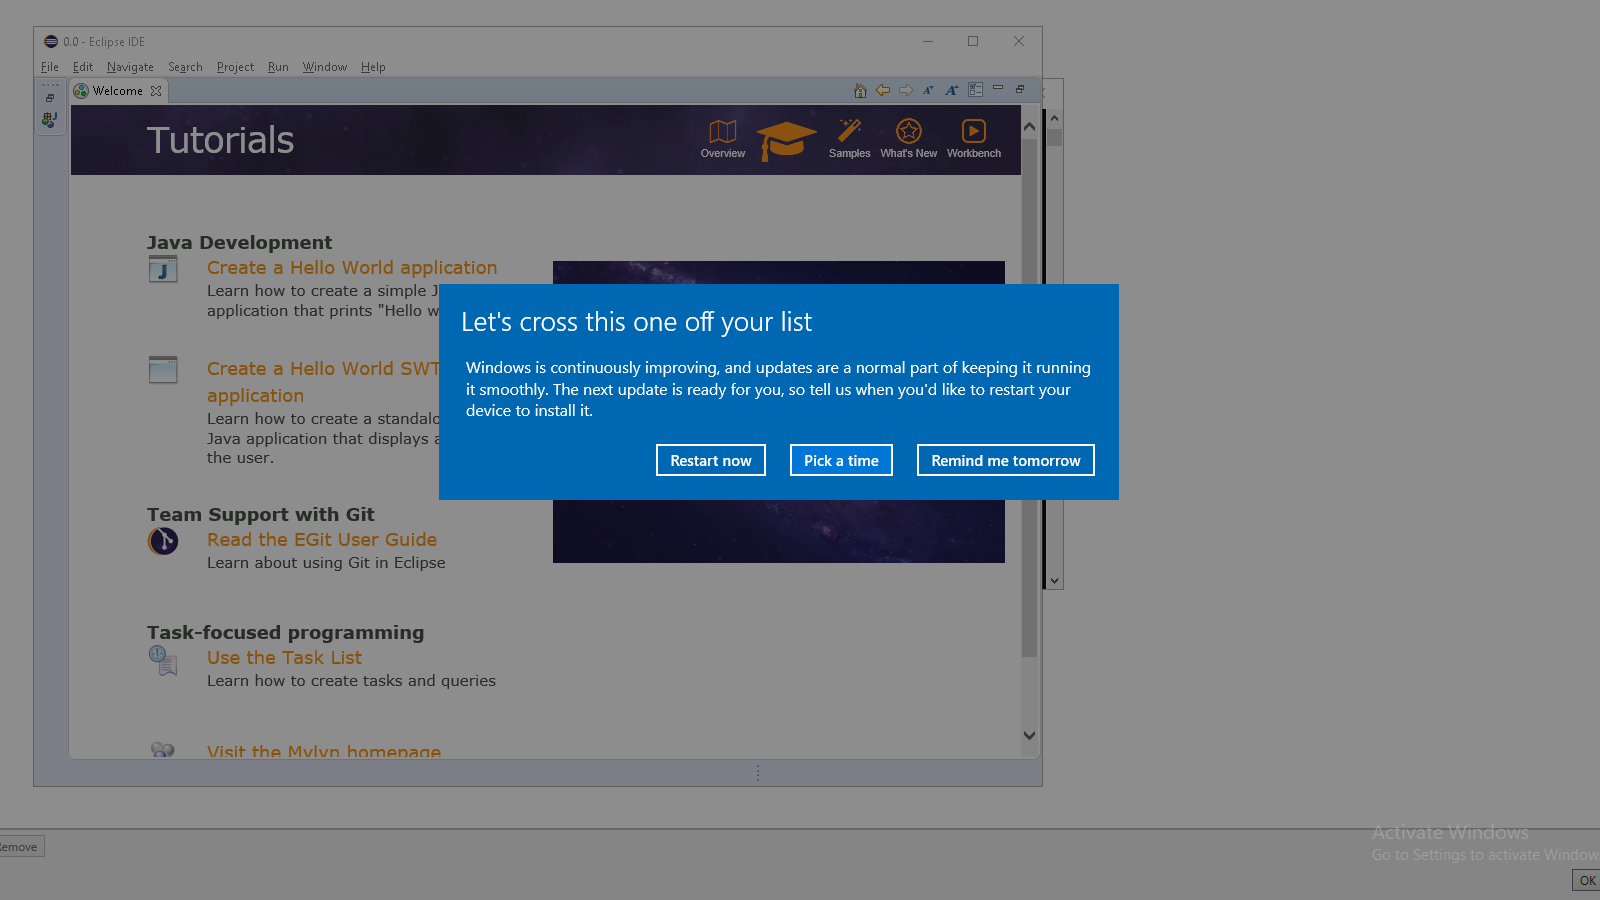 0.0 - Eclipse IDE
File Edit Navigate Search Project Run Window Help
Welcome
Tutorials
Overview
Samples
What's New
Workbench
Java Development
Create a Hello World application
Learn how to create a simple J
application that prints "Hello w
Create a Hello World SWT
application
Learn how to create a standalo
Java application that displays a
the user.
Team Support with Git
Read the EGit User Guide
Learn about using Git in Eclipse
Task-focused programming
Use the Task List
Learn how to create tasks and queries
Visit the Mylyn homepage
Let's cross this one off your list
Windows is continuously improving, and updates are a normal part of keeping it running
it smoothly. The next update is ready for you, so tell us when you'd like to restart your
device to install it.
Restart now
Pick a time
Remind me tomorrow
Remove
Activate Windows
Go to Settings to activate Window
OK